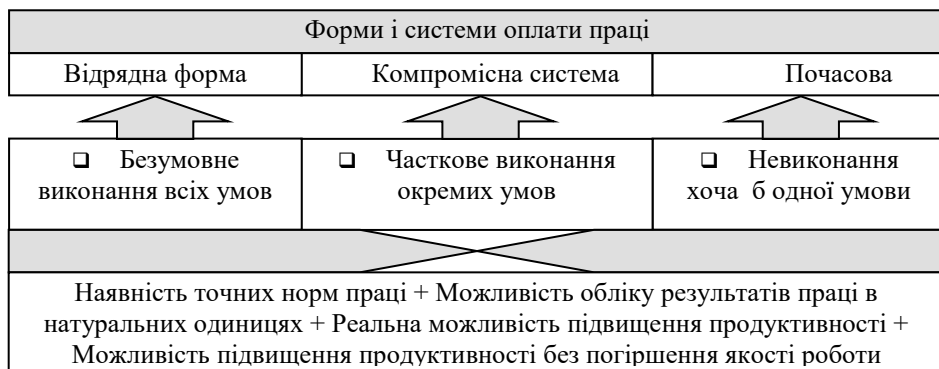 Форми і системи оплати праці
Відрядна форма Компромісна система Почасова
❑ Безумовне виконання всіх умов
❑ Часткове виконання окремих умов
❑ Невиконання хоча б одної умови
Наявність точних норм праці + Можливість обліку результатів праці в
натуральних одиницях + Реальна можливість підвищення продуктивності +
Можливість підвищення продуктивності без погіршення якості роботи